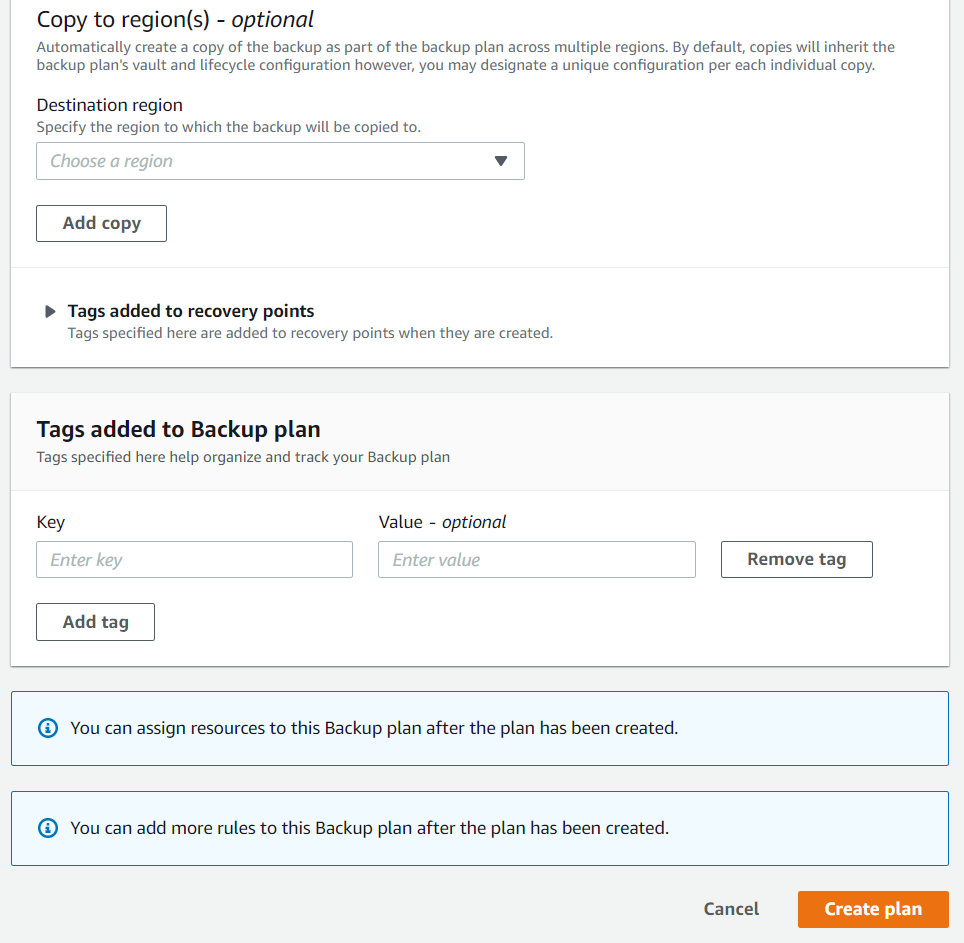 Copy to region(s) - optional
Automatically create a copy of the backup as part of the backup plan across multiple regions. By default, copies will inherit the
backup plan's vault and lifecycle configuration however, you may designate a unique configuration per each individual copy.
Destination region
Specify the region to which the backup will be copied to.
Choose a region
Add copy
Tags added to recovery points
Tags specified here are added to recovery points when they are created.
Tags added to Backup plan
Tags specified here help organize and track your Backup plan
Key
Value - optional
Enter key
Enter value
Remove tag
Add tag
You can assign resources to this Backup plan after the plan has been created.
You can add more rules to this Backup plan after the plan has been created.
Cancel
Create plan